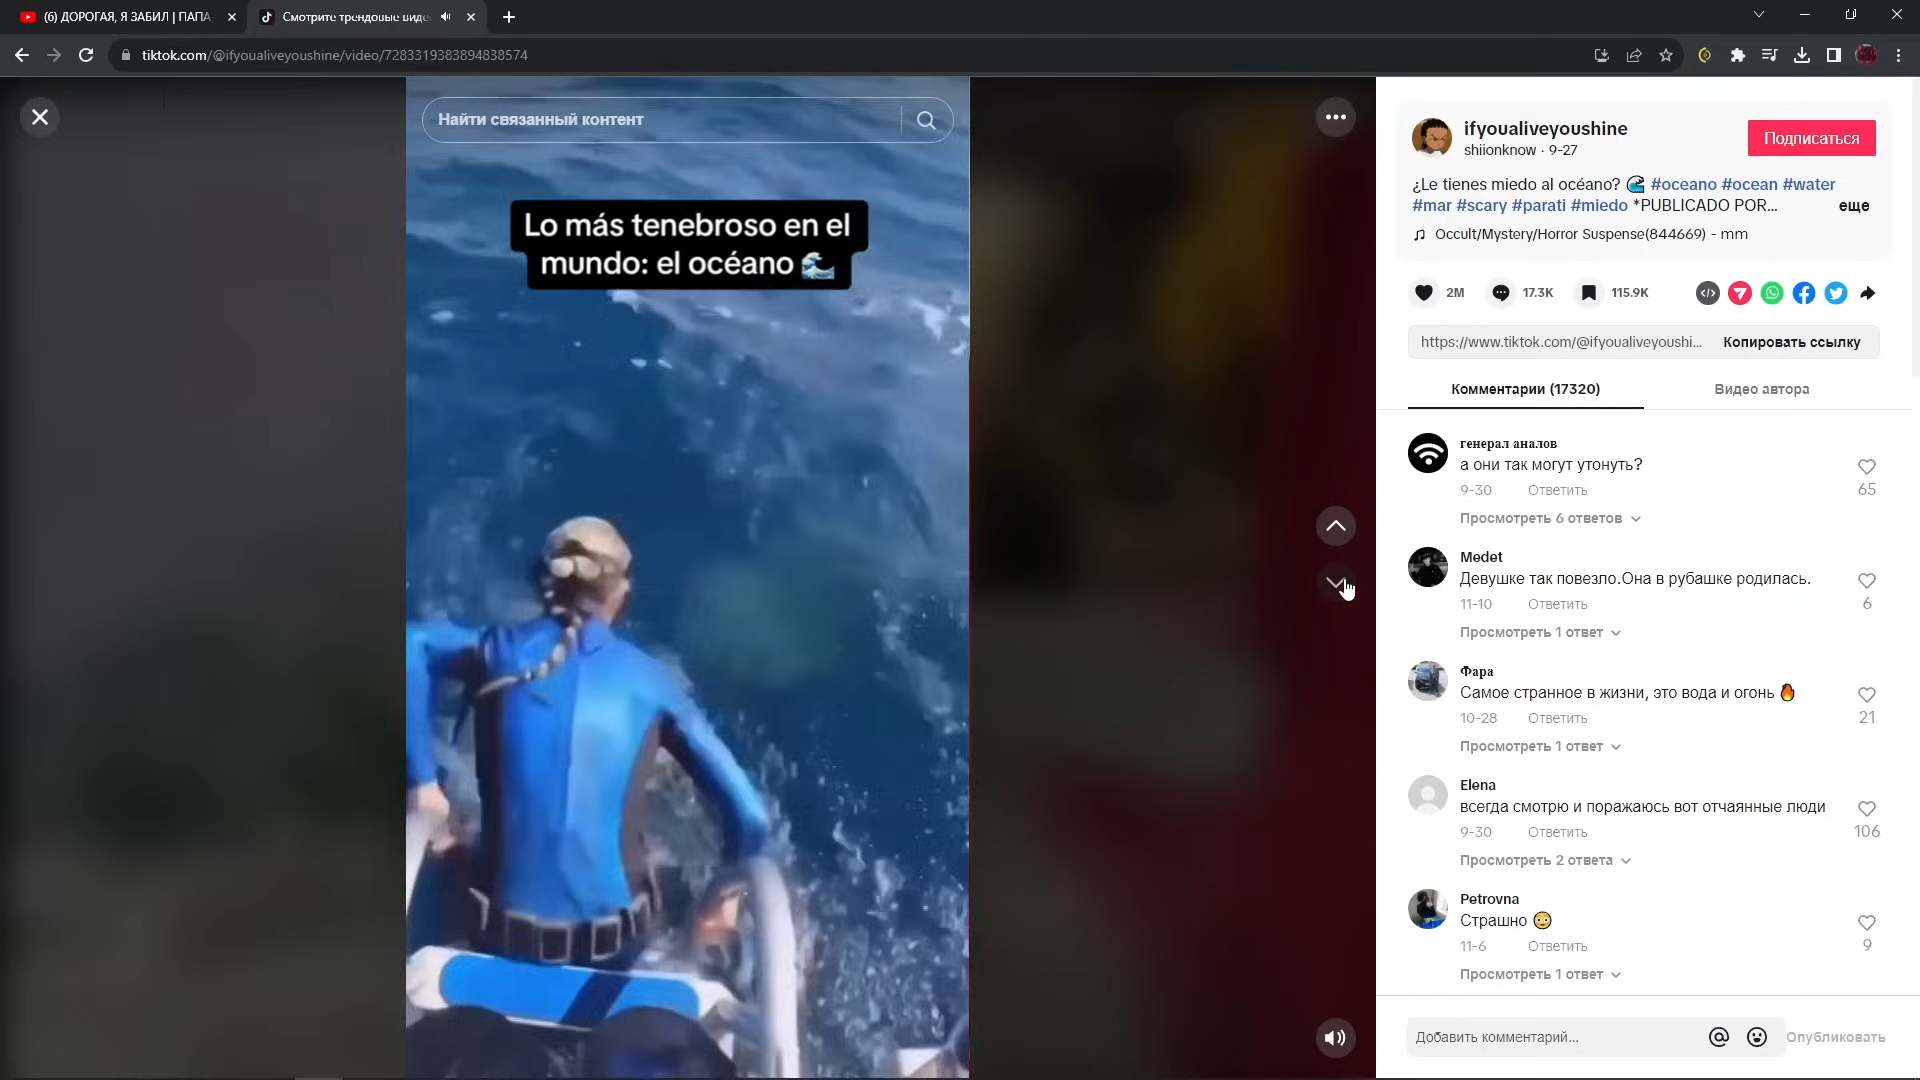 (6) ДОРОГАЯ, Я ЗАБИЛ | ПАПА
Смотрите трендовые виде
tiktok.com/@ifyoualiveyoushine/video/7283319383894838574
Найти связанный контент
Lo más tenebroso en el
mundo: el océano 🌊
ifyoualiveyoushine
shiionknow · 9-27
Подписаться
¿Le tienes miedo al océano? 🌊 #oceano #ocean #water
#mar #scary #parati #miedo *PUBLICADO POR...
еще
♫ Occult/Mystery/Horror Suspense(844669) - mm
2M
17.3K
115.9K
https://www.tiktok.com/@ifyoualiveyoushi...
Копировать ссылку
Комментарии (17320)
Видео автора
генерал аналов
а они так могут утонуть?
9-30 Ответить
65
Просмотреть 6 ответов
Medet
Девушке так повезло.Она в рубашке родилась.
11-10 Ответить
6
Просмотреть 1 ответ
Фара
Самое странное в жизни, это вода и огонь 🔥
10-28 Ответить
21
Просмотреть 1 ответ
Elena
всегда смотрю и поражаюсь вот отчаянные люди
9-30 Ответить
106
Просмотреть 2 ответа
Petrovna
Страшно 😳
11-6 Ответить
9
Просмотреть 1 ответ
Добавить комментарий...
Опубликовать